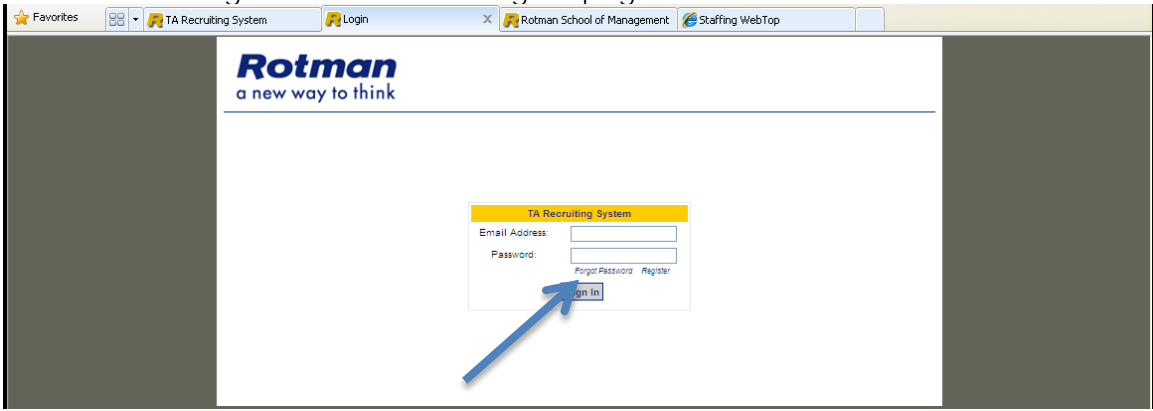 Favorites TA Recruiting System Login X Rotman School of Management Staffing WebTop
Rotman
a new way to think
TA Recruiting System
Email Address:
Password:
Forgot Password Register
gn In